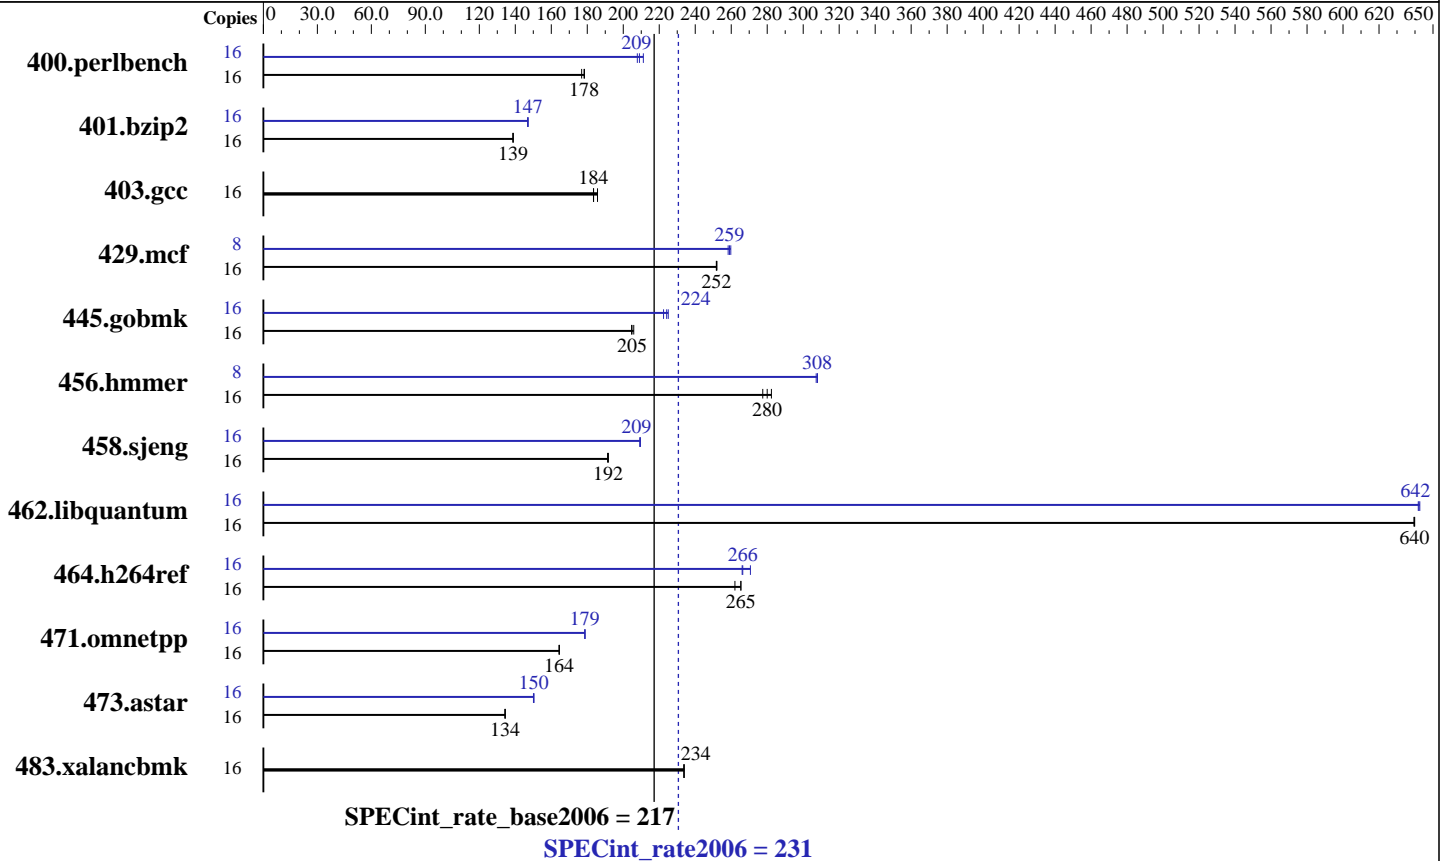 Copies 0 30.0 60.0 90.0 120 140 160 180 200 220 240 260 280 300 320 340 360 380 400 420 440 460 480 500 520 540 560 580 600 620 650
400.perlbench 16 209
16 178
401.bzip2 16 147
16 139
403.gcc 16 184
429.mcf 8 259
16 252
445.gobmk 16 224
16 205
456.hmmer 8 308
16 280
458.sjeng 16 209
16 192
462.libquantum 16 642
16 640
464.h264ref 16 266
16 265
471.omnetpp 16 179
16 164
473.astar 16 150
16 134
483.xalancbmk 16 234
SPECint_rate_base2006 = 217
SPECint_rate2006 = 231